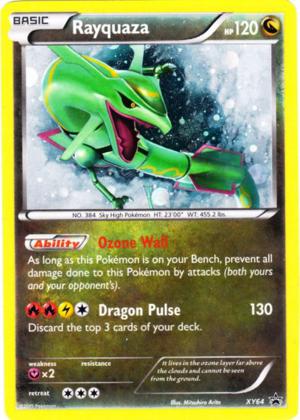 BASIC
Rayquaza HP120
NO. 384 Sky High Pokémon HT: 23'00" WT: 455.2 lbs.
Ability Ozone Wall
As long as this Pokémon is on your Bench, prevent all
damage done to this Pokémon by attacks (both yours
and your opponent's).
Dragon Pulse 130
Discard the top 3 cards of your deck.
weakness resistance
×2
It lives in the ozone layer far above
the clouds and cannot be seen
from the ground.
retreat
Illus. Mitsuhiro Arita XY64